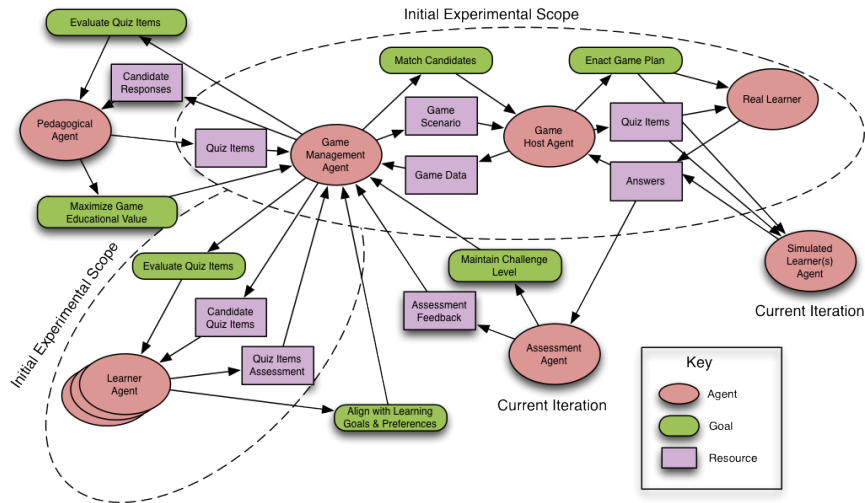 Initial Experimental Scope
Evaluate Quiz Items
Match Candidates
Enact Game Plan
Candidate
Responses
Real Learner
Game
Scenario
Pedagogical
Agent
Quiz Items
Game
Management
Agent
Game
Host Agent
Quiz Items
Game Data
Answers
Maximize Game
Educational Value
Initial Experimental Scope
Evaluate Quiz Items
Maintain Challenge
Level
Simulated
Learner(s)
Agent
Current Iteration
Candidate
Quiz Items
Assessment
Feedback
Quiz Items
Assessment
Assessment
Agent
Learner
Agent
Current Iteration
Align with Learning
Goals & Preferences
Key
Agent
Goal
Resource